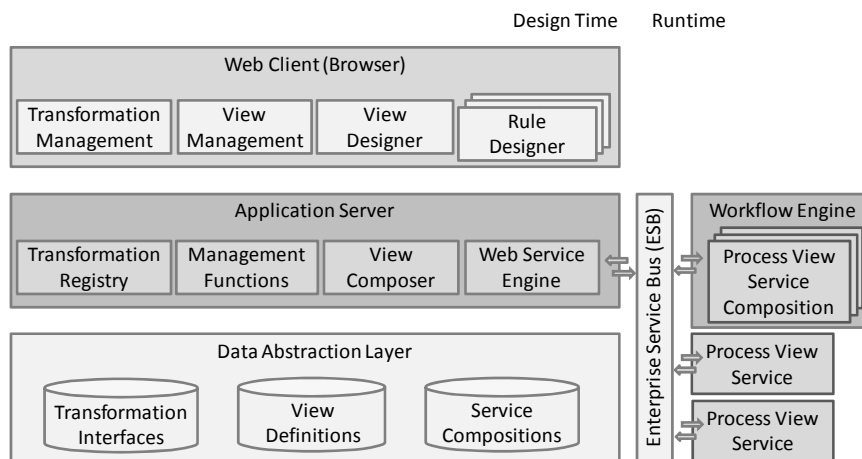 Design Time Runtime
Web Client (Browser)
Transformation
Management
View
Management
View
Designer
Rule
Designer
Application Server
Transformation
Registry
Management
Functions
View
Composer
Web Service
Engine
Data Abstraction Layer
Transformation
Interfaces
View
Definitions
Service
Compositions
Enterprise Service Bus (ESB)
Workflow Engine
Process View
Service
Composition
Process View
Service
Process View
Service